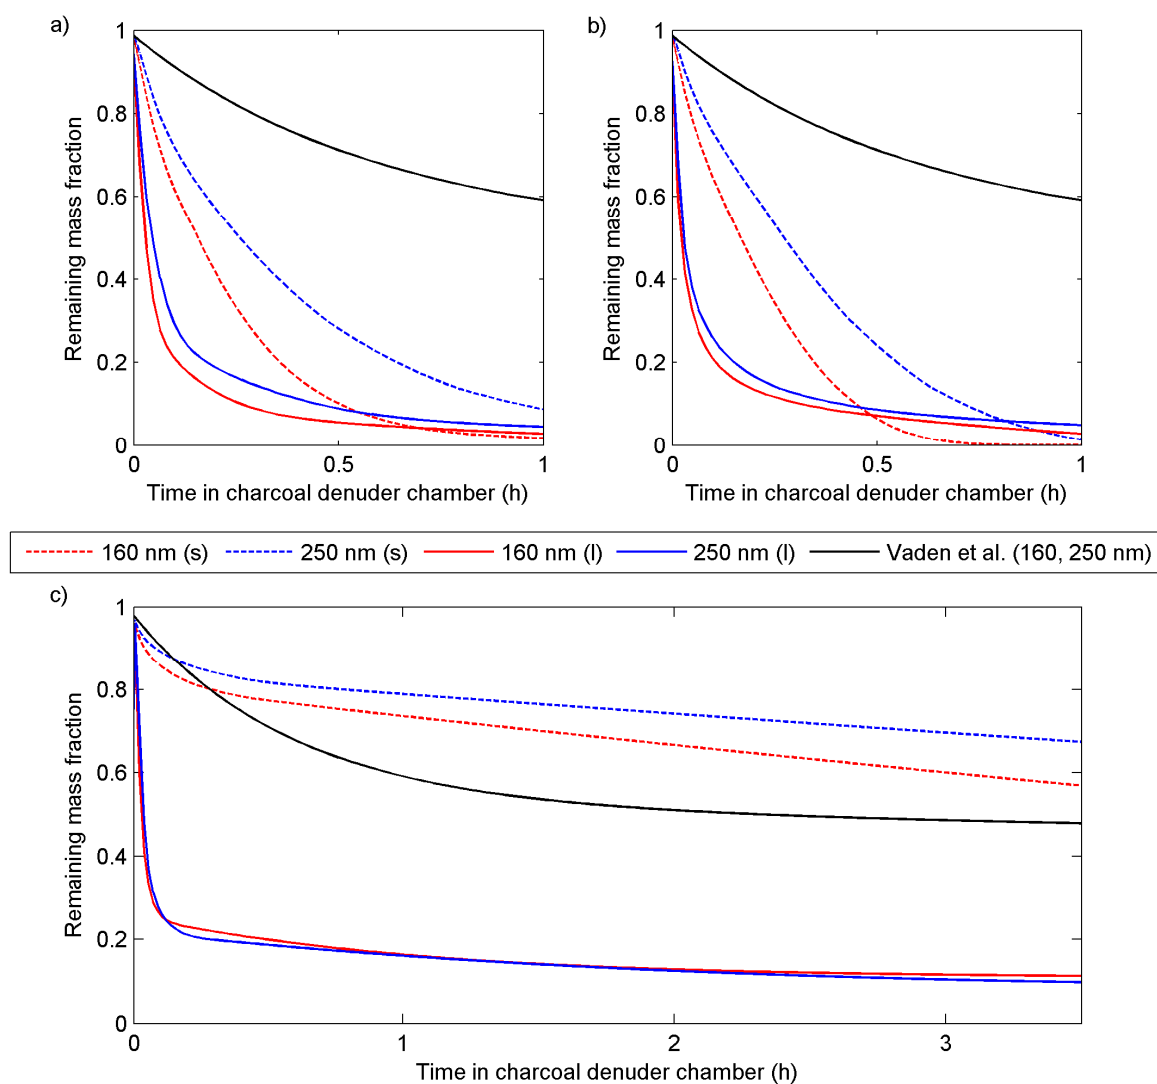 a)
1
0.8
0.6
0.4
0.2
0
Remaining mass fraction
0
0.5
1
Time in charcoal denuder chamber (h)
b)
1
0.8
0.6
0.4
0.2
0
Remaining mass fraction
0
0.5
1
Time in charcoal denuder chamber (h)
160 nm (s) 250 nm (s) 160 nm (l) 250 nm (l) Vaden et al. (160, 250 nm)
c)
1
0.8
0.6
0.4
0.2
0
Remaining mass fraction
0
1
2
3
Time in charcoal denuder chamber (h)